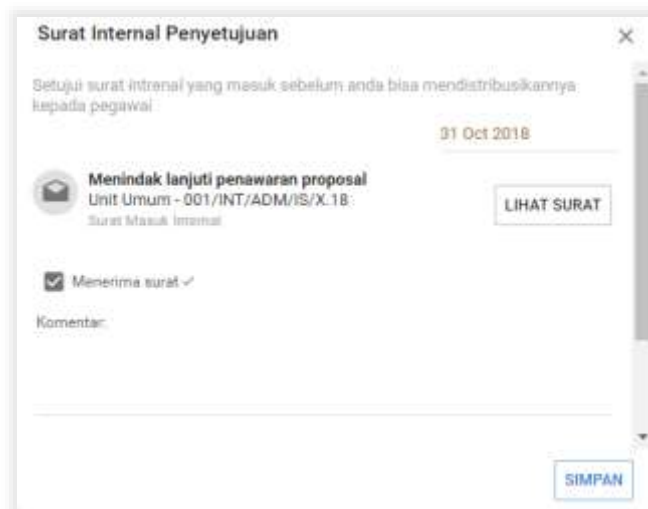 Surat Internal Penyetujuan
Setujui surat intrenal yang masuk sebelum anda bisa mendistribusikannya
kepada pegawai
31 Oct 2018
Menindak lanjuti penawaran proposal
Unit Umum - 001/INT/ADM/IS/X.18
LIHAT SURAT
Surat Masuk Internal
Menerima surat ✓
Komentar:
SIMPAN